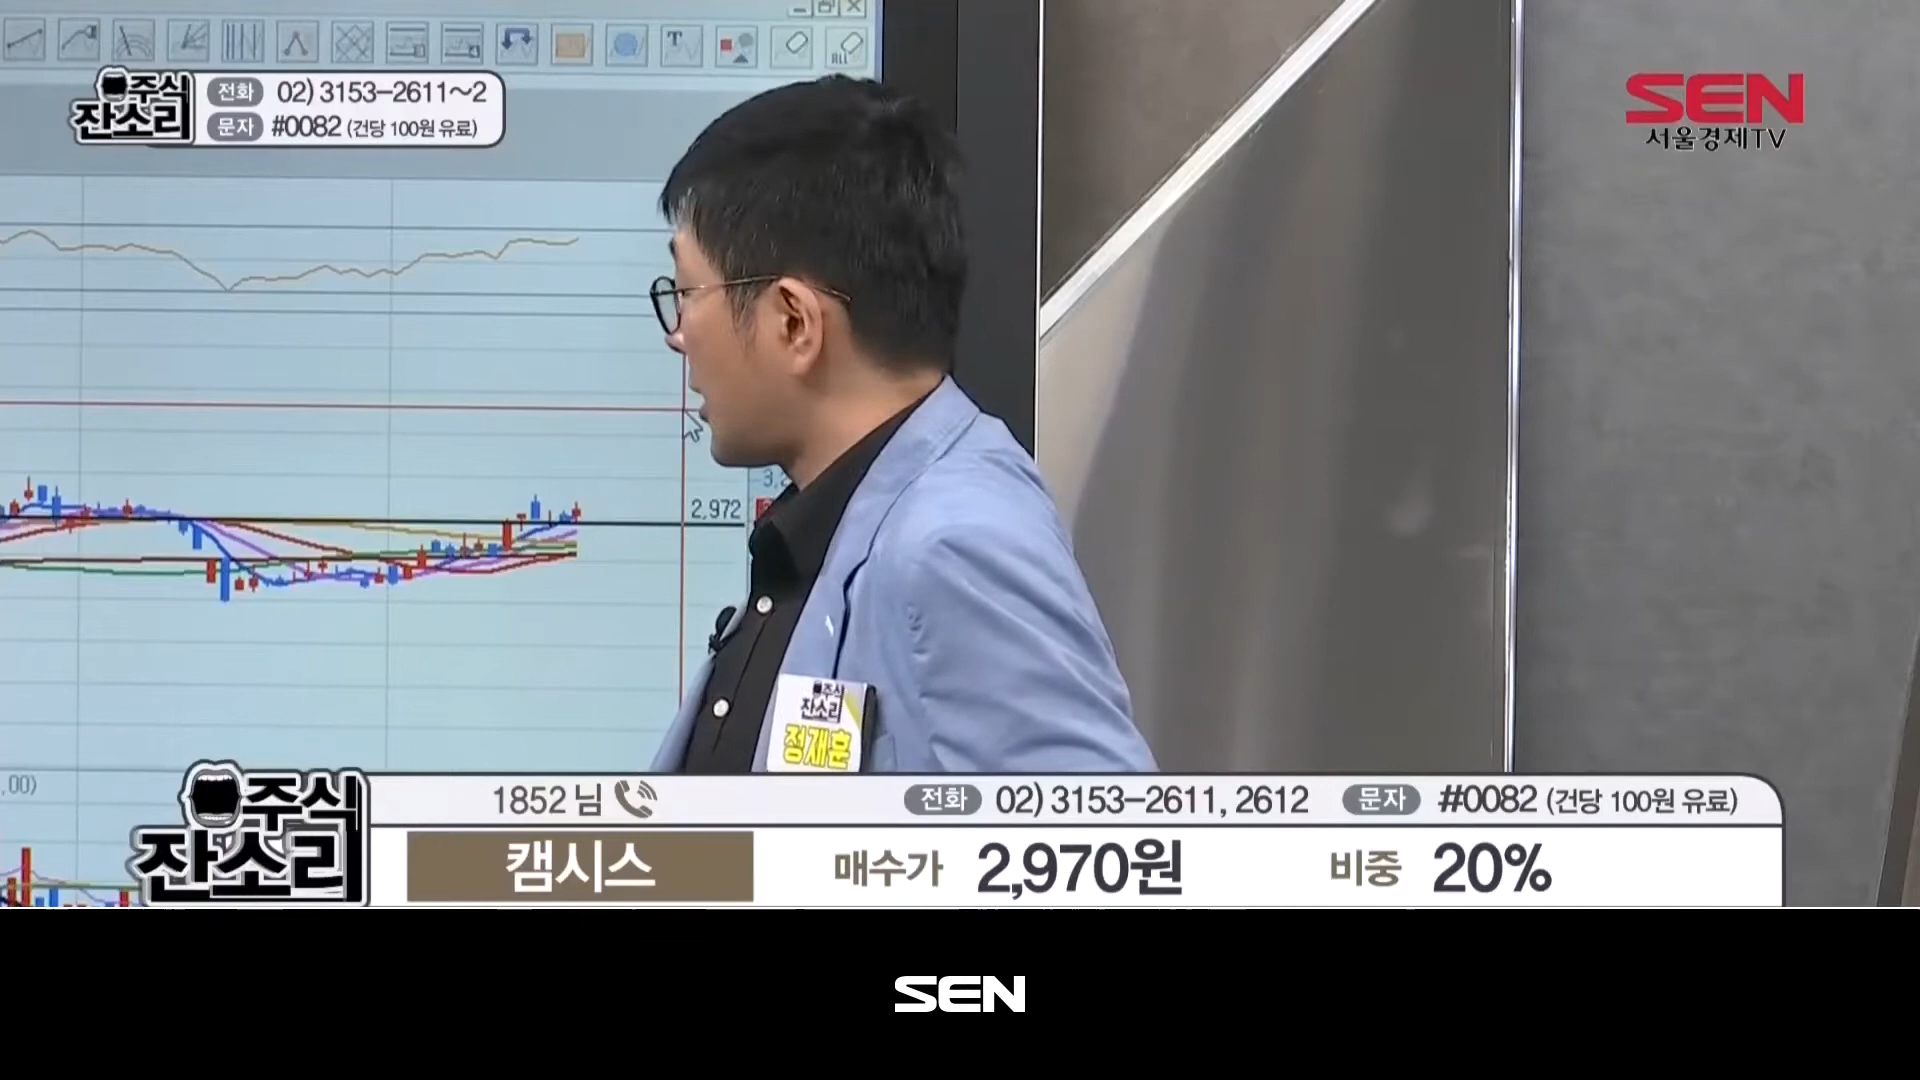 T
ALL
주식
잔소리
전화 02) 3153-2611~2
문자 #0082 (건당 100원 유료)
SEN
서울경제TV
2,972
주식
잔소리
정재훈
,00)
주식
잔소리
1852 님
전화 02) 3153-2611, 2612 문자 #0082 (건당 100원 유료)
캠시스 매수가 2,970원 비중 20%
SEN